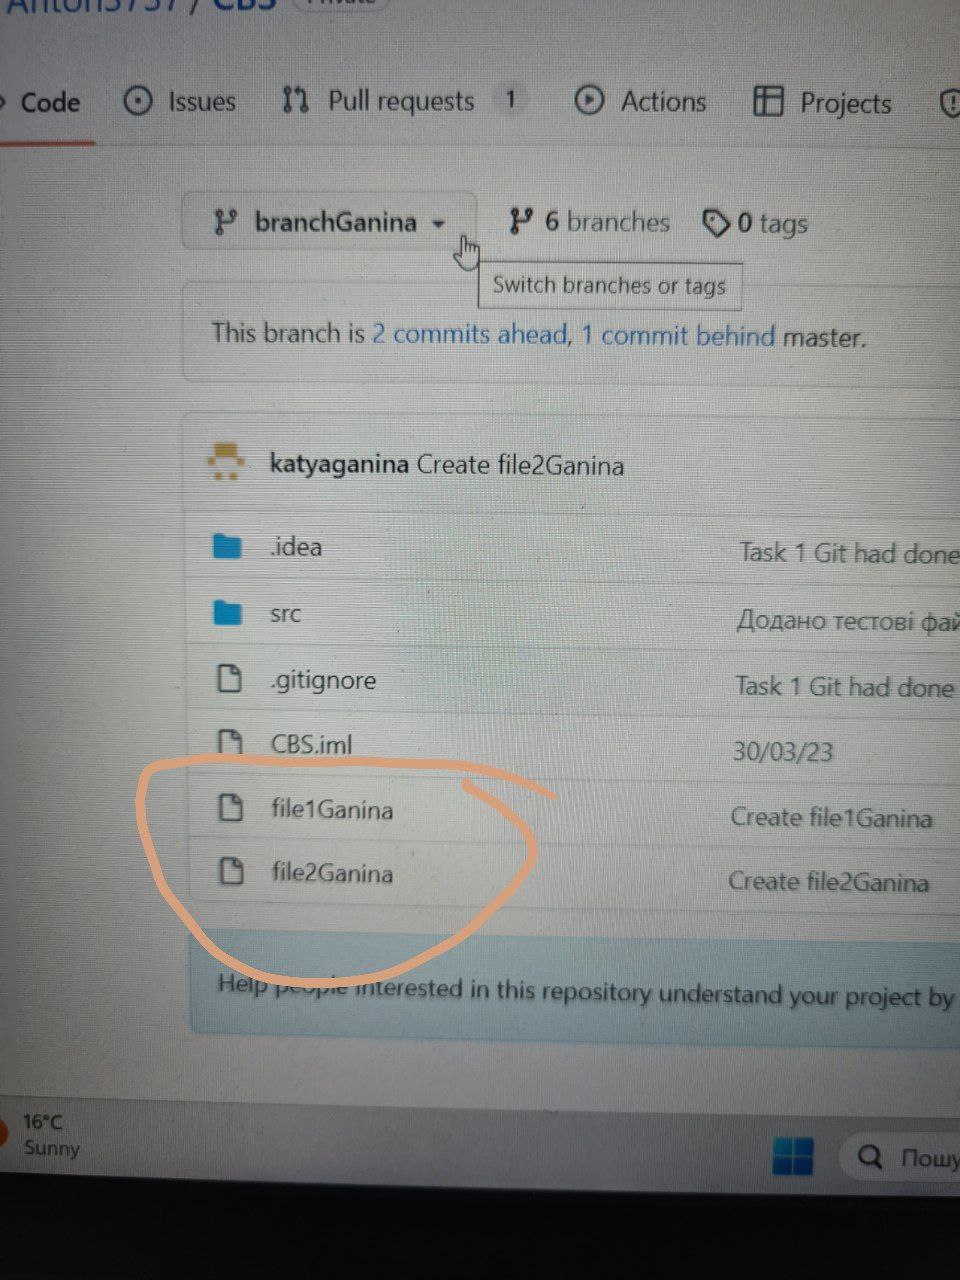 / CBS
Code Issues Pull requests 1 Actions Projects
branchGanina 6 branches 0 tags
Switch branches or tags
This branch is 2 commits ahead, 1 commit behind master.
katyaganina Create file2Ganina
.idea Task 1 Git had done
src Додано тестові фай
.gitignore Task 1 Git had done
CBS.iml 30/03/23
file1Ganina Create file1Ganina
file2Ganina Create file2Ganina
Help people interested in this repository understand your project by
16°C
Sunny
Пошу